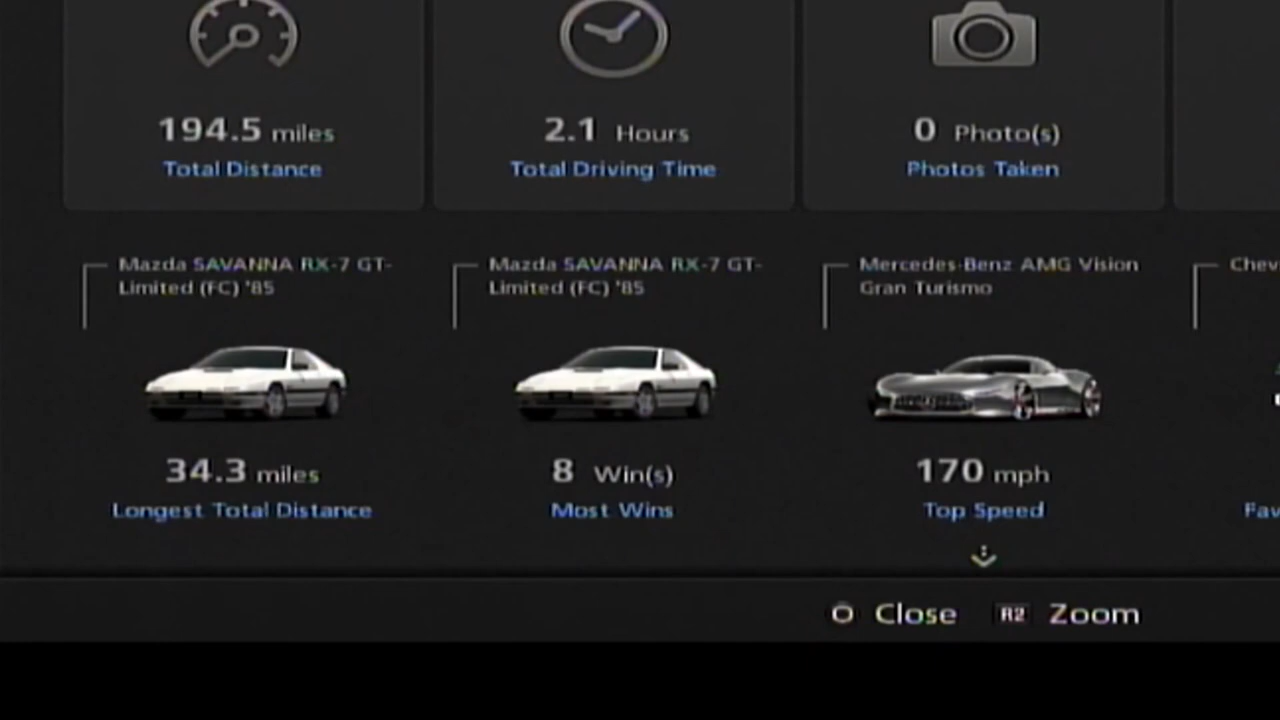 194.5 miles
Total Distance
2.1 Hours
Total Driving Time
0 Photo(s)
Photos Taken
Mazda SAVANNA RX-7 GT-
Limited (FC) '85
34.3 miles
Longest Total Distance
Mazda SAVANNA RX-7 GT-
Limited (FC) '85
8 Win(s)
Most Wins
Mercedes-Benz AMG Vision
Gran Turismo
170 mph
Top Speed
Chev
Fav
Close R2 Zoom